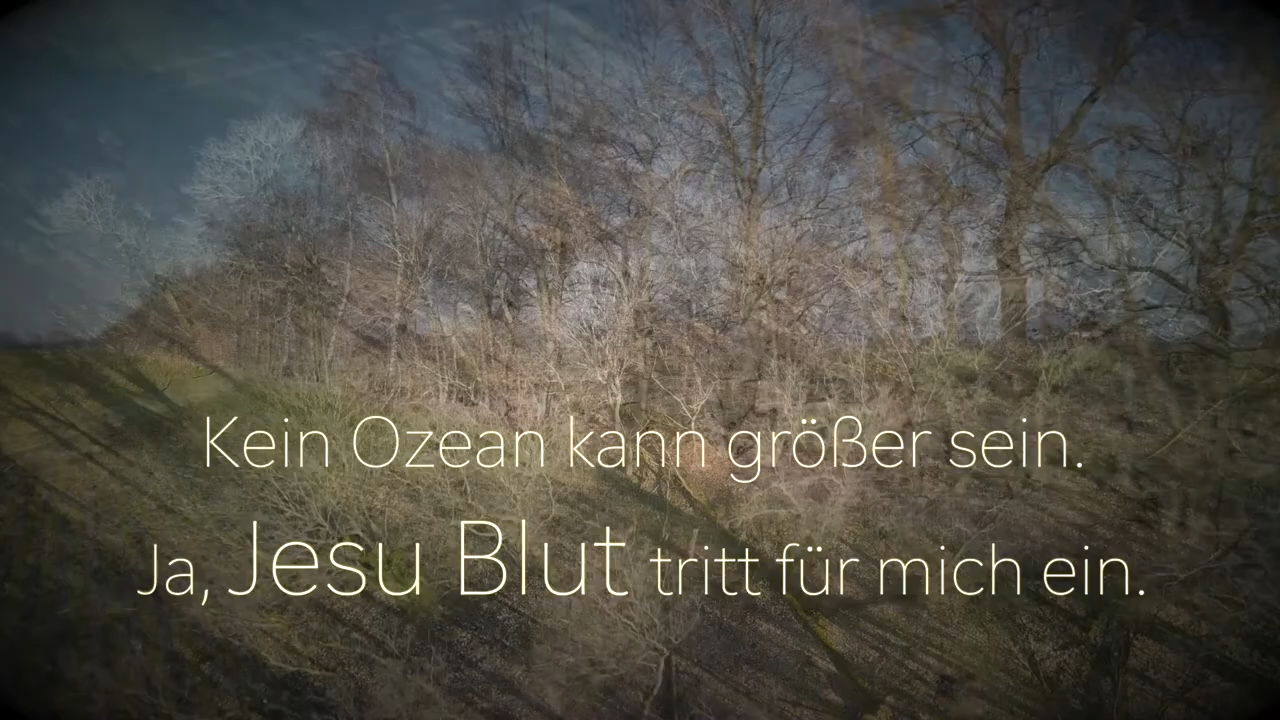 Kein Ozean kann größer sein.
Ja, Jesu Blut tritt für mich ein.